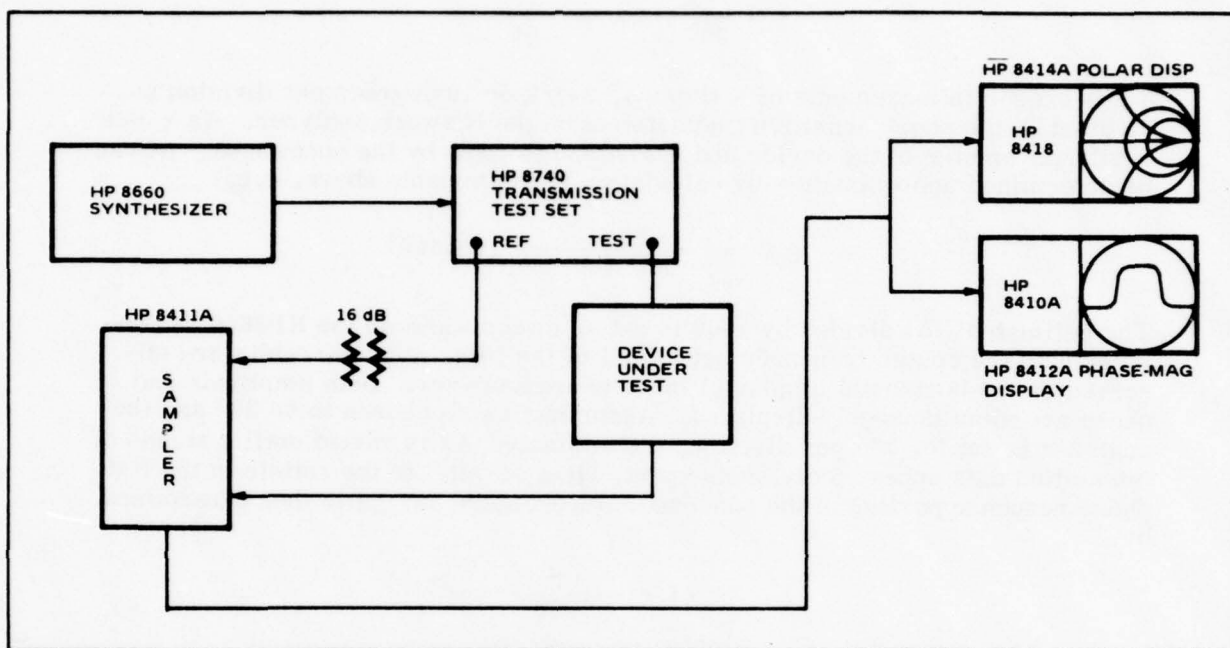 HP 8414A POLAR DISP
HP
8418
HP 8660
SYNTHESIZER
HP 8740
TRANSMISSION
TEST SET
REF
TEST
HP
8410A
HP 8412A PHASE-MAG
DISPLAY
HP 8411A
16 dB
SAMPLER
DEVICE
UNDER
TEST